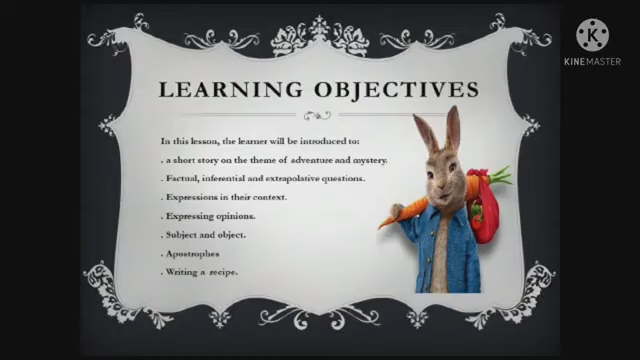 KINEMASTER
LEARNING OBJECTIVES
In this lesson, the learner will be introduced to:
. a short story on the theme of adventure and mystery.
. Factual, inferential and extrapolative questions.
. Expressions in their context.
. Expressing opinions.
. Subject and object.
. Apostrophes
. Writing a recipe.